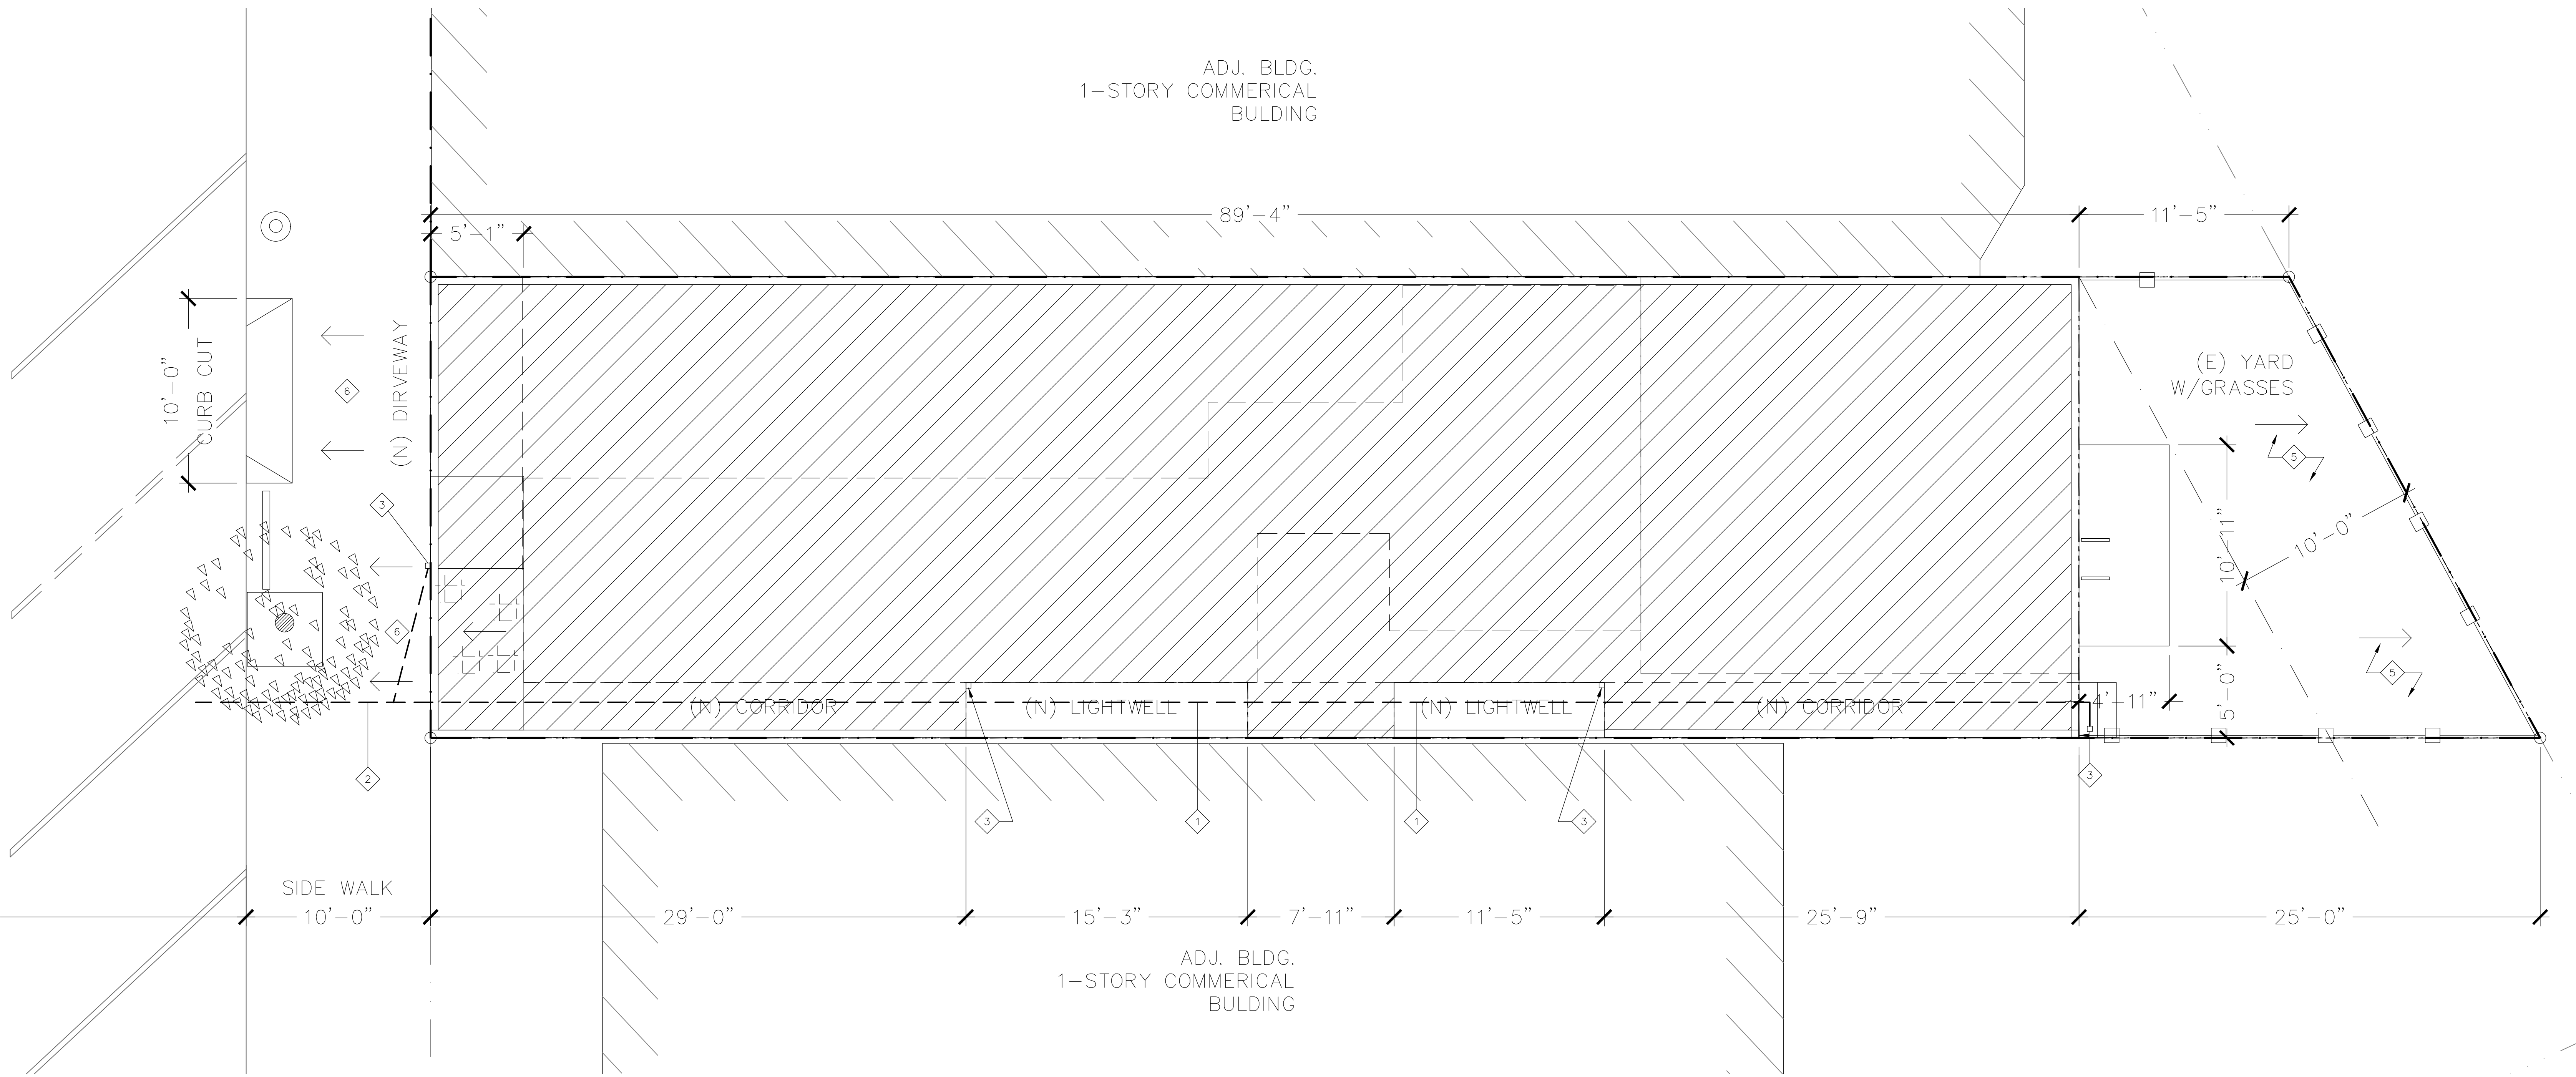 ADJ. BLDG.
1-STORY COMMERICAL
BULDING
89'-4"
11'-5"
5'-1"
10'-0"
CURB CUT
6
(N) DIRVEWAY
(E) YARD
W/GRASSES
5
3
10'-11"
10'-0"
6
5
5'-0"
4'-11"
(N) CORRIDOR
(N) LIGHTWELL
(N) LIGHTWELL
(N) CORRIDOR
2
3
3
1
1
3
SIDE WALK
10'-0"
29'-0"
15'-3"
7'-11"
11'-5"
25'-9"
25'-0"
ADJ. BLDG.
1-STORY COMMERICAL
BULDING